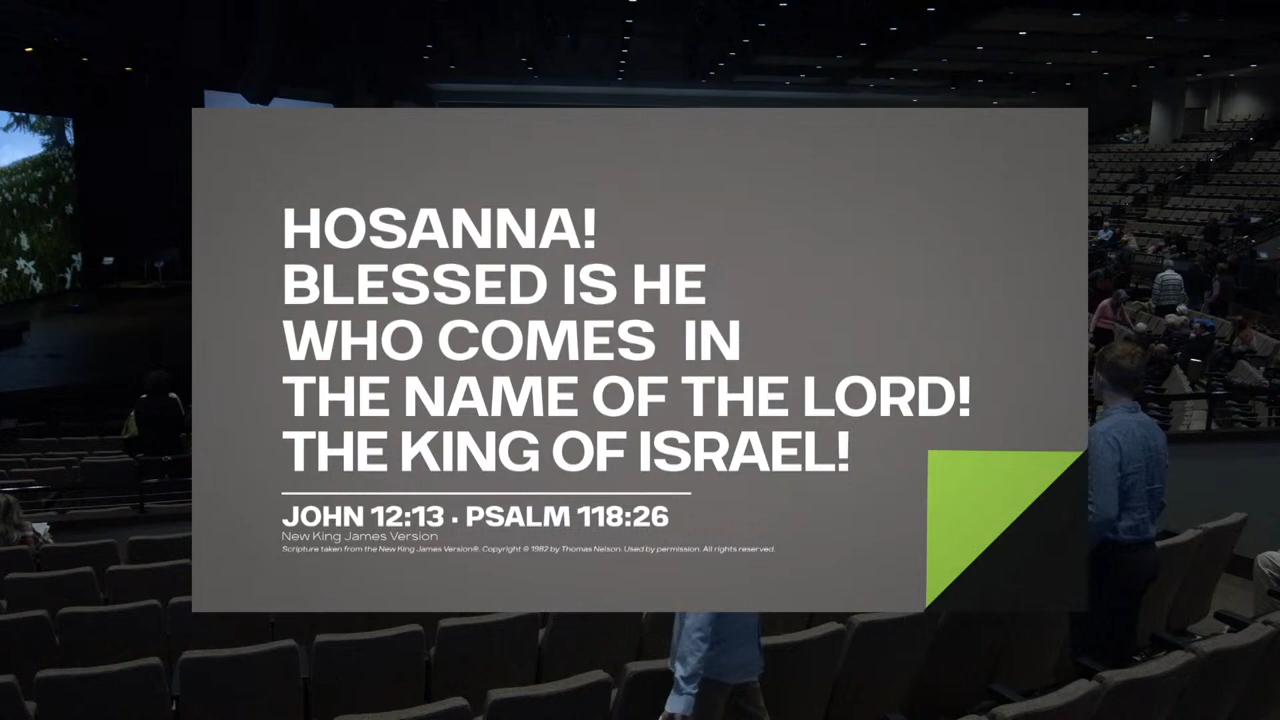 HOSANNA!
BLESSED IS HE
WHO COMES  IN
THE NAME OF THE LORD!
THE KING OF ISRAEL!
JOHN 12:13 • PSALM 118:26
New King James Version
Scripture taken from the New King James Version®. Copyright © 1982 by Thomas Nelson. Used by permission. All rights reserved.